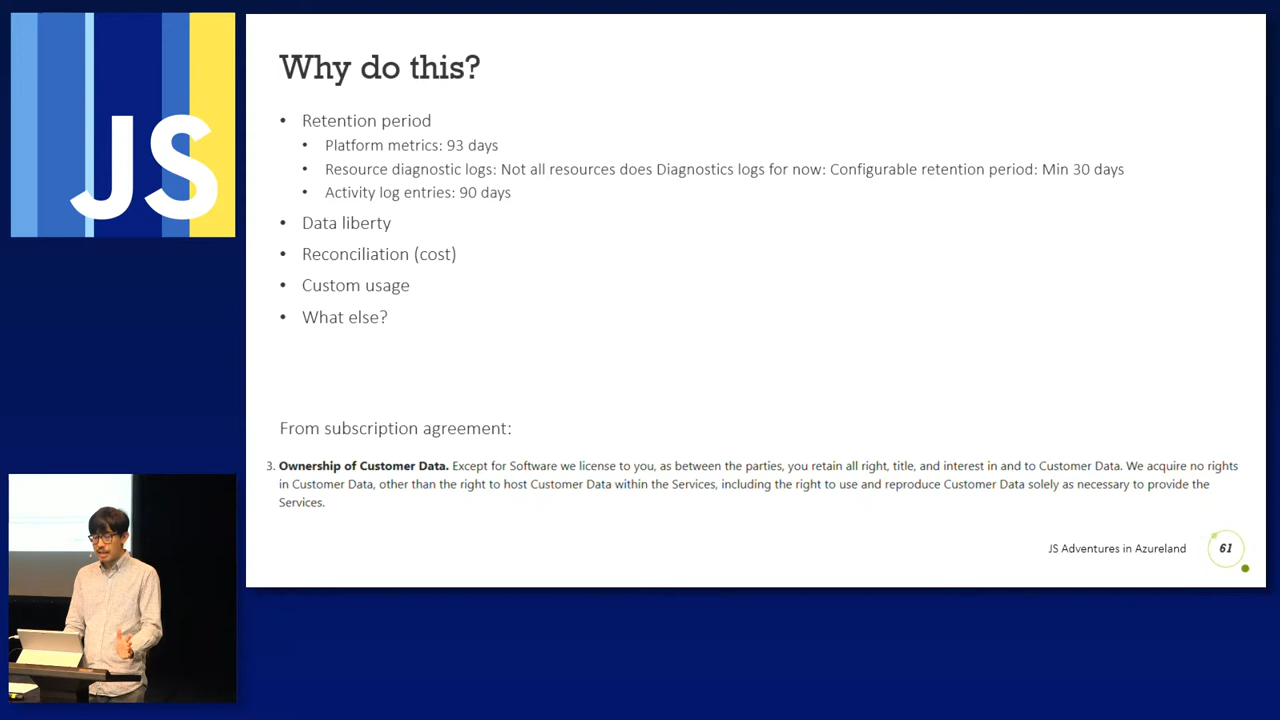 JS
Why do this?
• Retention period
• Platform metrics: 93 days
• Resource diagnostic logs: Not all resources does Diagnostics logs for now: Configurable retention period: Min 30 days
• Activity log entries: 90 days
• Data liberty
• Reconciliation (cost)
• Custom usage
• What else?
From subscription agreement:
3. Ownership of Customer Data. Except for Software we license to you, as between the parties, you retain all right, title, and interest in and to Customer Data. We acquire no rights
in Customer Data, other than the right to host Customer Data within the Services, including the right to use and reproduce Customer Data solely as necessary to provide the
Services.
JS Adventures in Azureland
61